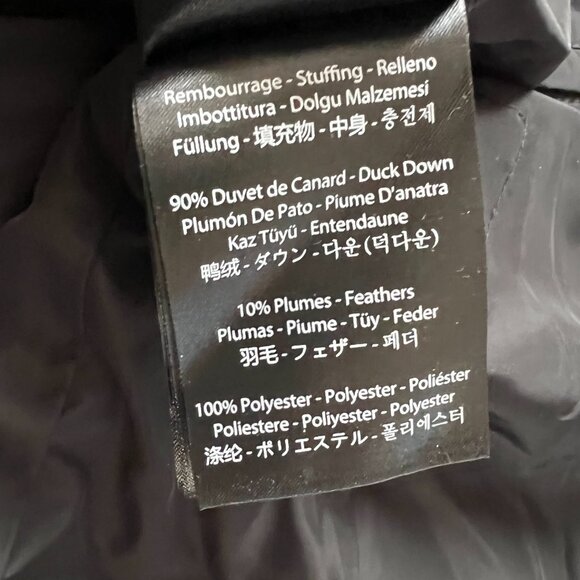 Rembourrage - Stuffing - Relleno
Imbottitura - Dolgu Malzemesi
Füllung - 填充物 - 中身 - 충전제
90% Duvet de Canard - Duck Down
Plumón De Pato - Piume D'anatra
Kaz Tüyü - Entendaune
鸭绒 - ダウン - 다운(덕다운)
10% Plumes - Feathers
Plumas - Piume - Tüy - Feder
羽毛 - フェザー - 페더
100% Polyester - Polyester - Poliéster
Poliestere - Poliyester - Polyester
涤纶 - ポリエステル - 폴리에스터